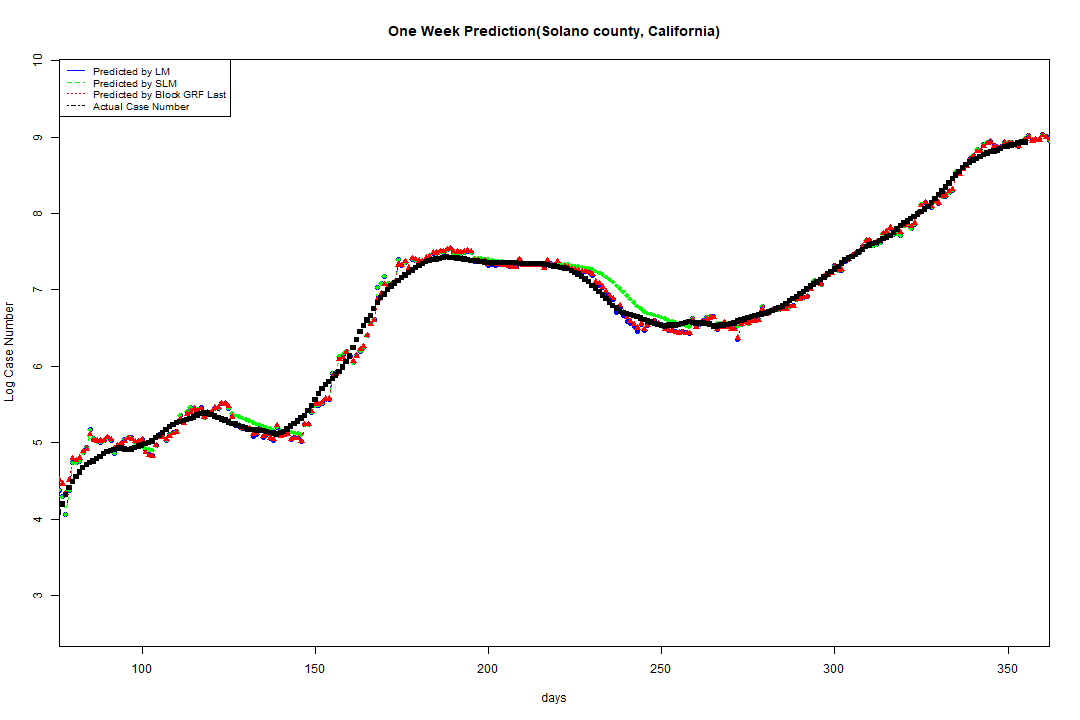 One Week Prediction(Solano county, California)
Predicted by LM
Predicted by SLM
Predicted by Block GRF Last
Actual Case Number
10
9
8
7
6
5
4
3
Log Case Number
100 150 200 250 300 350
days